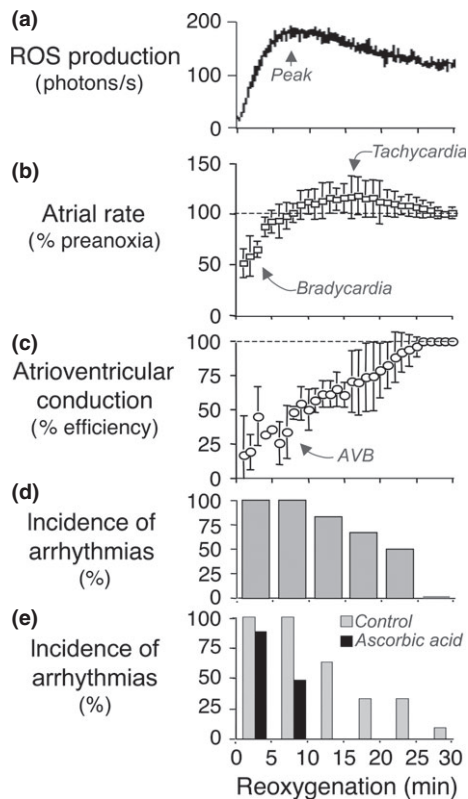 (a)
ROS production
(photons/s)
200
100
0
Peak
(b)
Atrial rate
(% preanoxia)
150
100
50
0
Tachycardia
Bradycardia
(c)
Atrioventricular
conduction
(% efficiency)
100
75
50
25
0
AVB
(d)
Incidence of
arrhythmias
(%)
100
75
50
25
0
(e)
Incidence of
arrhythmias
(%)
100
75
50
25
0
Control
Ascorbic acid
0 5 10 15 20 25 30
Reoxygenation (min)